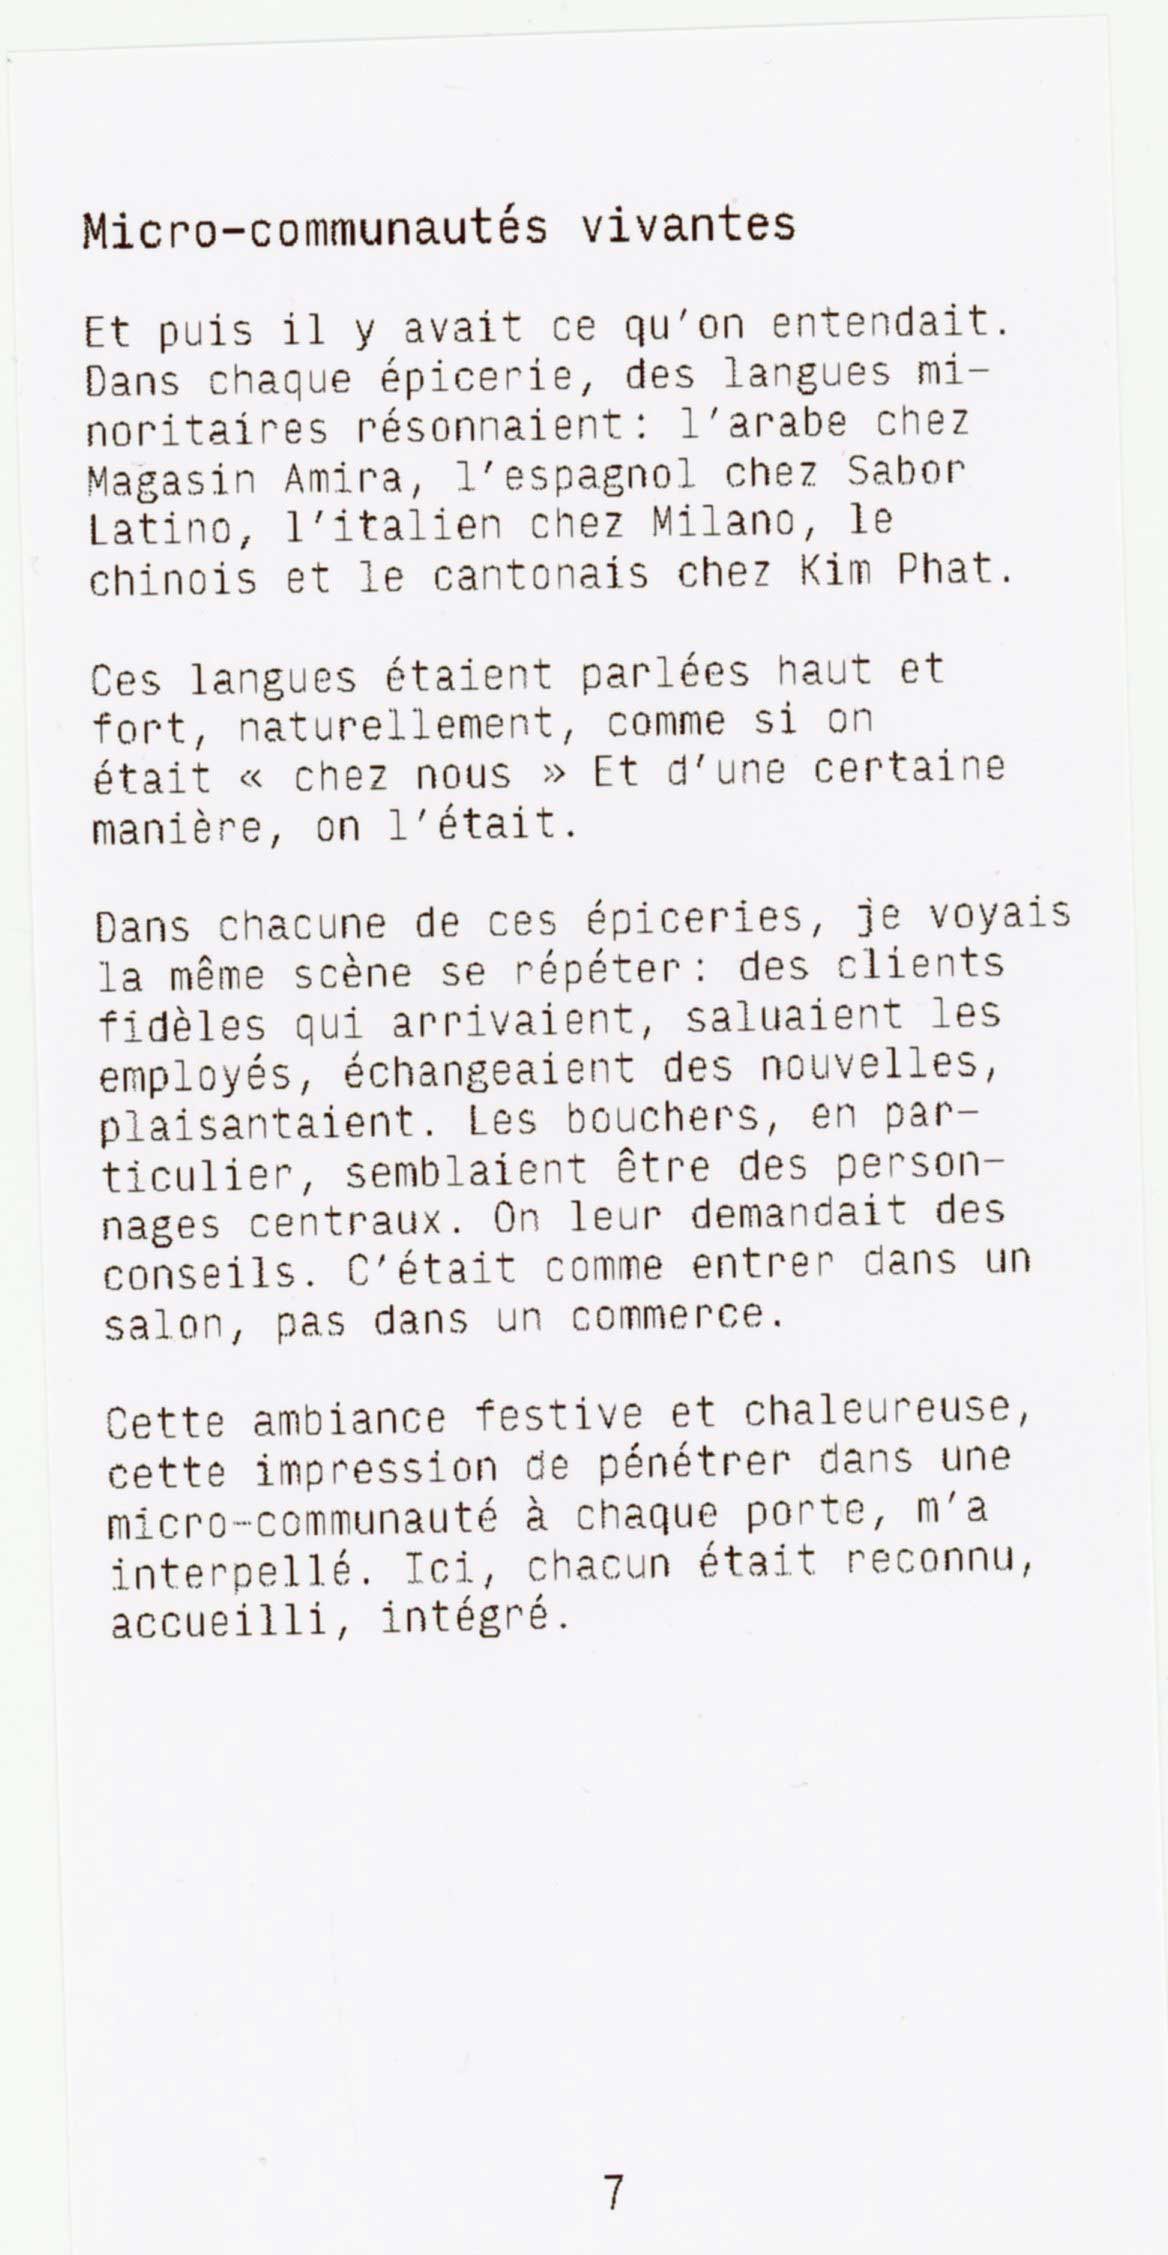 Micro-communautés vivantes
Et puis il y avait ce qu'on entendait.
Dans chaque épicerie, des langues mi-
noritaires résonnaient: l'arabe chez
Magasin Amira, l'espagnol chez Sabor
Latino, l'italien chez Milano, le
chinois et le cantonais chez Kim Phat.
Ces langues étaient parlées haut et
fort, naturellement, comme si on
était « chez nous » Et d'une certaine
manière, on l'était.
Dans chacune de ces épiceries, je voyais
la même scène se répéter: des clients
fidèles qui arrivaient, saluaient les
employés, échangeaient des nouvelles,
plaisantaient. Les bouchers, en par-
ticulier, semblaient être des person-
nages centraux. On leur demandait des
conseils. C'était comme entrer dans un
salon, pas dans un commerce.
Cette ambiance festive et chaleureuse,
cette impression de pénétrer dans une
micro-communauté à chaque porte, m'a
interpellé. Ici, chacun était reconnu,
accueilli, intégré.
7